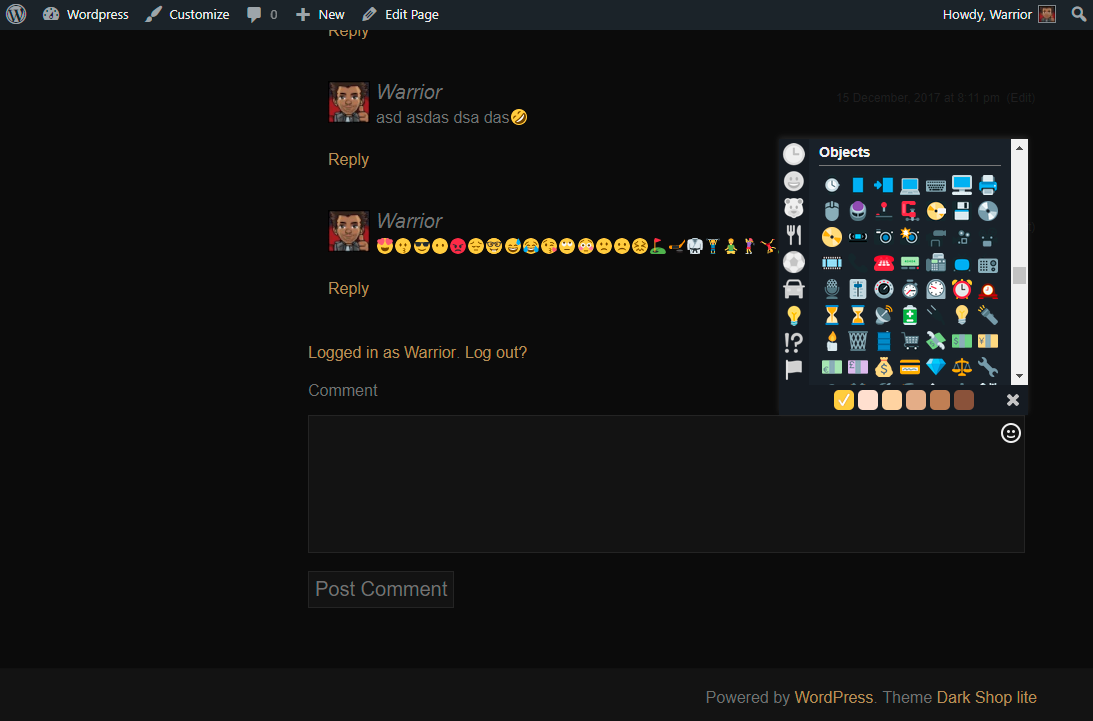 Wordpress Customize 0 New Edit Page Howdy, Warrior
Reply
Warrior
15 December, 2017 at 8:11 pm (Edit)
asd asdas dsa das🤣
Reply
Objects
Warrior
Reply
Logged in as Warrior. Log out?
Comment
Post Comment
Powered by WordPress. Theme Dark Shop lite